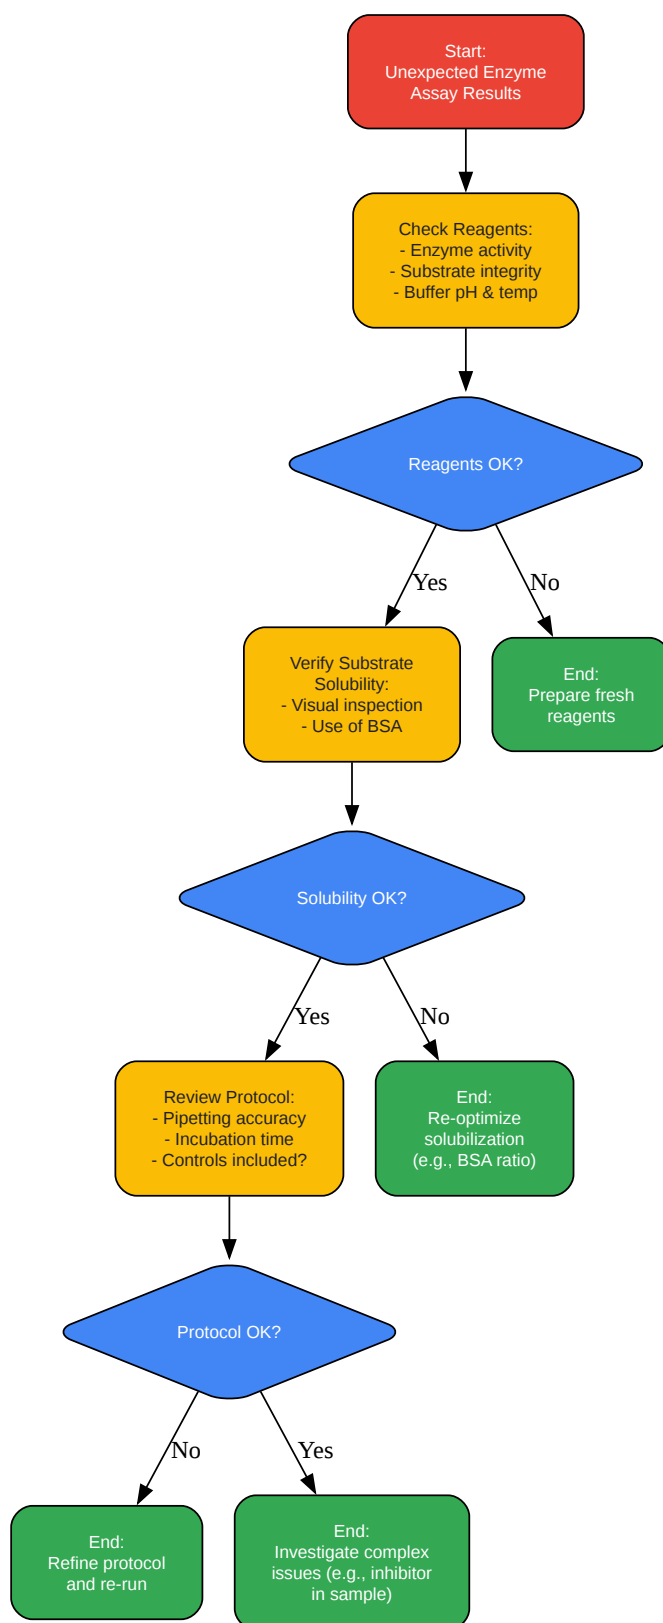 Start:
Unexpected Enzyme
Assay Results
Check Reagents:
- Enzyme activity
- Substrate integrity
- Buffer pH & temp
Reagents OK?
Yes
No
Verify Substrate
Solubility:
- Visual inspection
- Use of BSA
End:
Prepare fresh
reagents
Solubility OK?
Yes
No
Review Protocol:
- Pipetting accuracy
- Incubation time
- Controls included?
End:
Re-optimize
solubilization
(e.g., BSA ratio)
Protocol OK?
No
Yes
End:
Refine protocol
and re-run
End:
Investigate complex
issues (e.g., inhibitor
in sample)